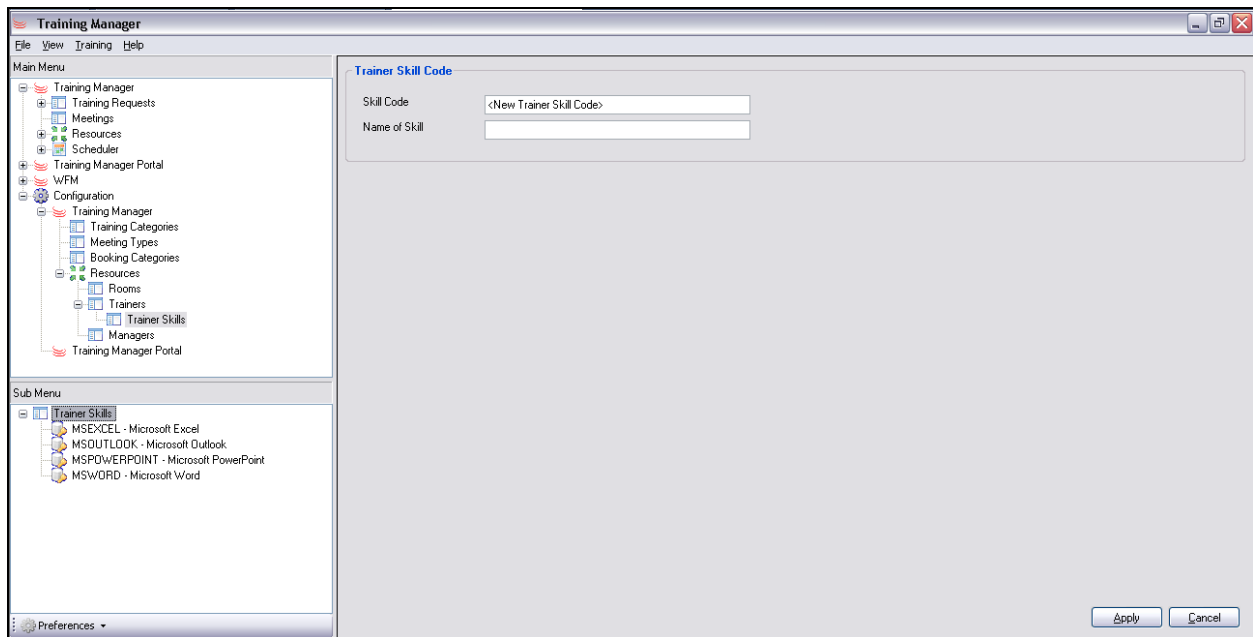 Training Manager
File View Training Help
Main Menu
Training Manager
Training Requests
Meetings
Resources
Scheduler
Training Manager Portal
WFM
Configuration
Training Manager
Training Categories
Meeting Types
Booking Categories
Resources
Rooms
Trainers
Trainer Skills
Managers
Training Manager Portal
Sub Menu
Trainer Skills
MSEXCEL - Microsoft Excel
MSOUTLOOK - Microsoft Outlook
MSPOWERPOINT - Microsoft PowerPoint
MSWORD - Microsoft Word
Preferences
Trainer Skill Code
Skill Code <New Trainer Skill Code>
Name of Skill
Apply Cancel